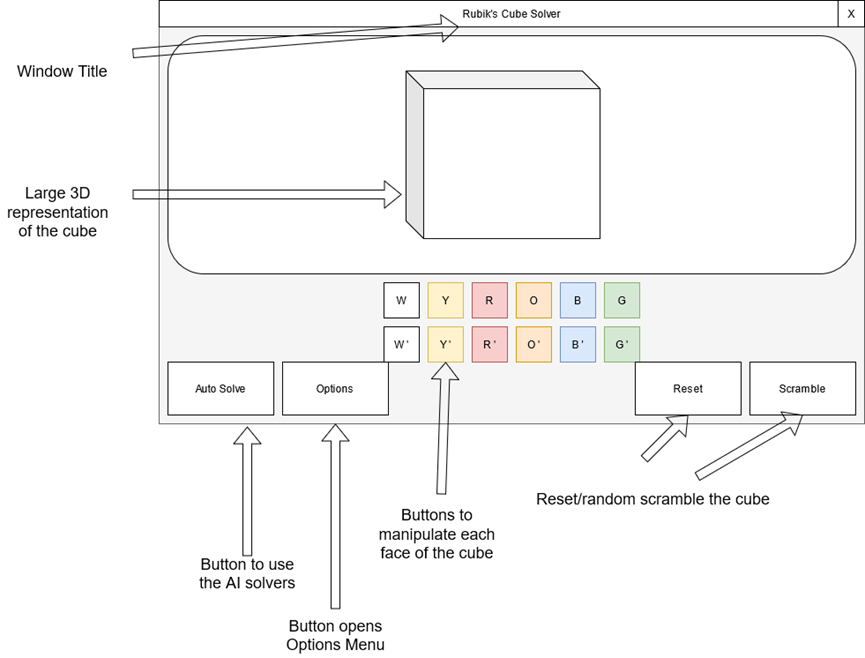 Rubik's Cube Solver
X
Window Title
Large 3D
representation
of the cube
W Y R O B G
W' Y' R' O' B' G'
Auto Solve
Options
Reset
Scramble
Reset/random scramble the cube
Buttons to
manipulate each
face of the cube
Button to use
the AI solvers
Button opens
Options Menu